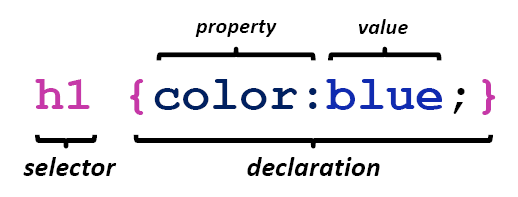 property value
h1 {color:blue;}
selector declaration